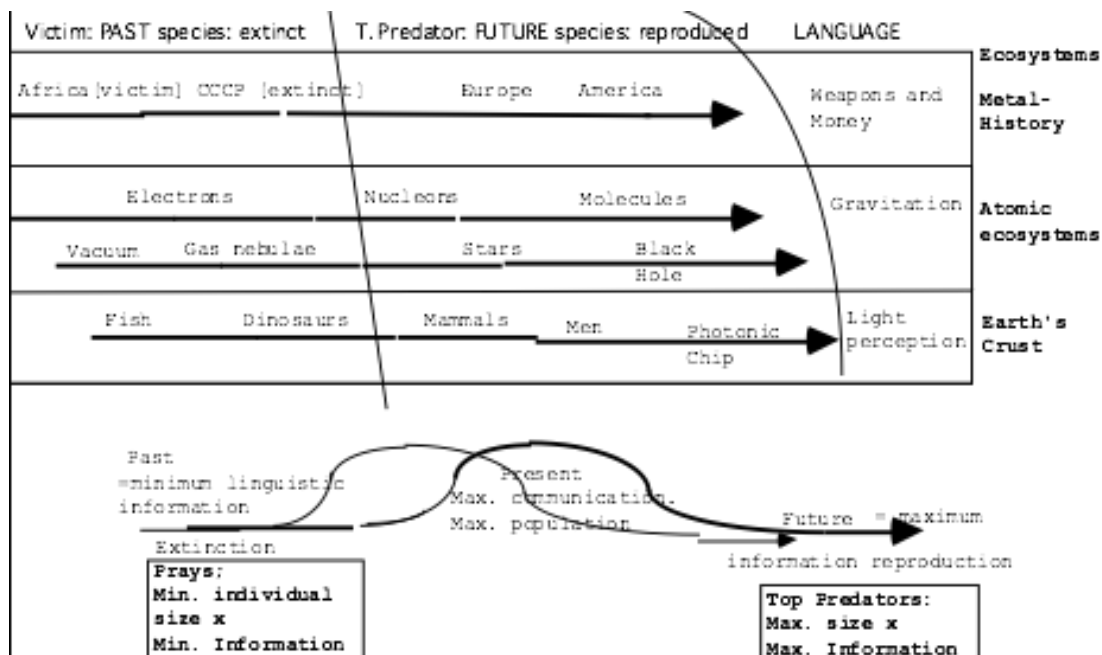 Victim: PAST species: extinct T. Predator: FUTURE species: reproduced LANGUAGE
Ecosystems
Africa[victim] CCCP [extinct] Europe America
Weapons and
Money
Metal-
History
Electrons Nucleons Molecules
Gravitation
Atomic
ecosystems
Vacuum Gas nebulae Stars Black
Hole
Fish Dinosaurs Mammals Men Photonic
Chip
Light
perception
Earth's
Crust
Past
=minimum linguistic
information
Extinction
Present
Max. communication.
Max. population
Future = maximum
information reproduction
Prays;
Min. individual
size x
Min. Information
Top Predators:
Max. size x
Max. Information